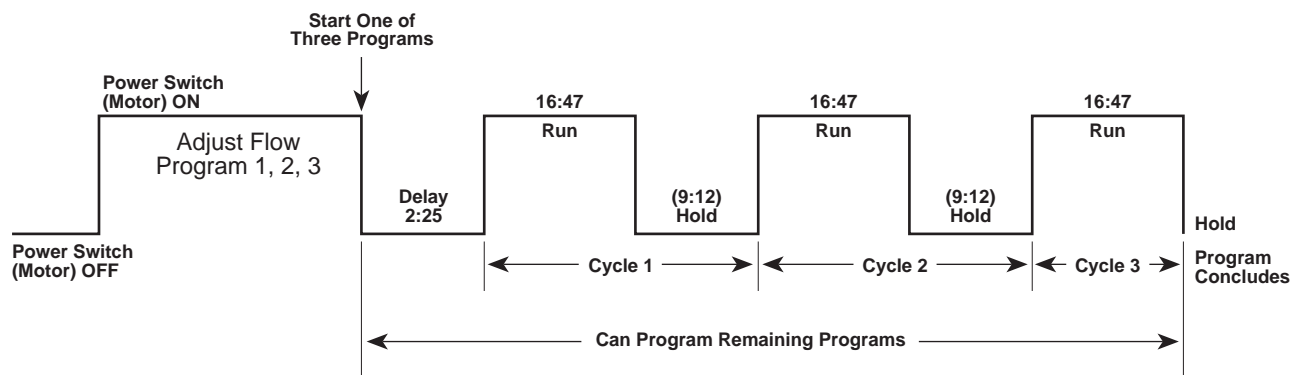 Start One of
Three Programs
Power Switch
(Motor) ON
Adjust Flow
Program 1, 2, 3
16:47
Run
16:47
Run
16:47
Run
Delay
2:25
(9:12)
Hold
(9:12)
Hold
Hold
Power Switch
(Motor) OFF
Cycle 1
Cycle 2
Cycle 3
Program
Concludes
Can Program Remaining Programs